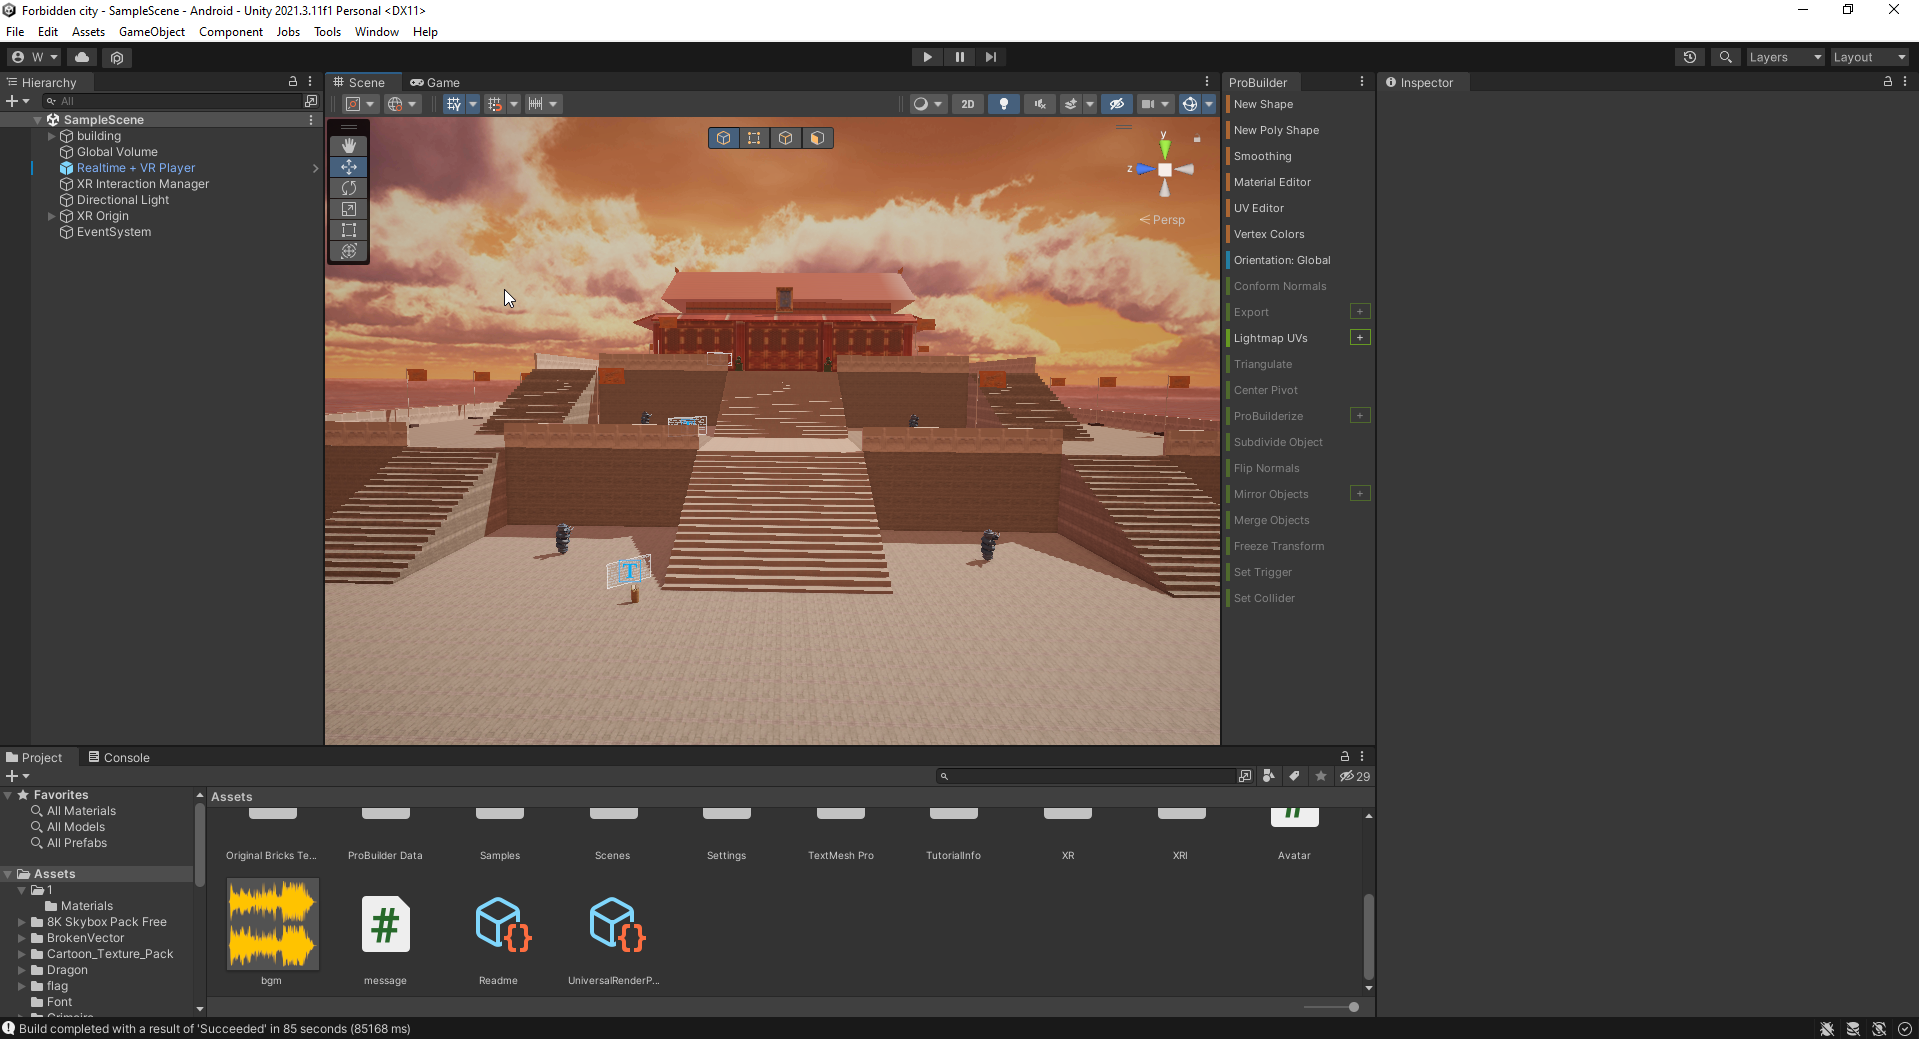 Forbidden city - SampleScene - Android - Unity 2021.3.11f1 Personal <DX11>
File Edit Assets GameObject Component Jobs Tools Window Help
W
Layers
Layout
Hierarchy
All
SampleScene
building
Global Volume
Realtime + VR Player
XR Interaction Manager
Directional Light
XR Origin
EventSystem
Scene
Game
2D
y
z
Persp
T
ProBuilder
New Shape
New Poly Shape
Smoothing
Material Editor
UV Editor
Vertex Colors
Orientation: Global
Conform Normals
Export
+
Lightmap UVs
+
Triangulate
Center Pivot
ProBuilderize
+
Subdivide Object
Flip Normals
Mirror Objects
+
Merge Objects
Freeze Transform
Set Trigger
Set Collider
Inspector
Project
Console
29
Favorites
All Materials
All Models
All Prefabs
Assets
1
Materials
8K Skybox Pack Free
BrokenVector
Cartoon_Texture_Pack
Dragon
flag
Font
Assets
Original Bricks Te...
ProBuilder Data
Samples
Scenes
Settings
TextMesh Pro
TutorialInfo
XR
XRI
Avatar
bgm
message
Readme
UniversalRenderP...
Build completed with a result of 'Succeeded' in 85 seconds (85168 ms)